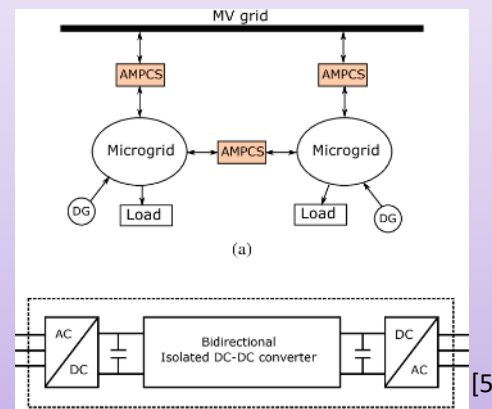 MV grid
AMPCS
AMPCS
Microgrid
AMPCS
Microgrid
DG
Load
Load
DG
(a)
AC
DC
Bidirectional
Isolated DC-DC converter
DC
AC
[5